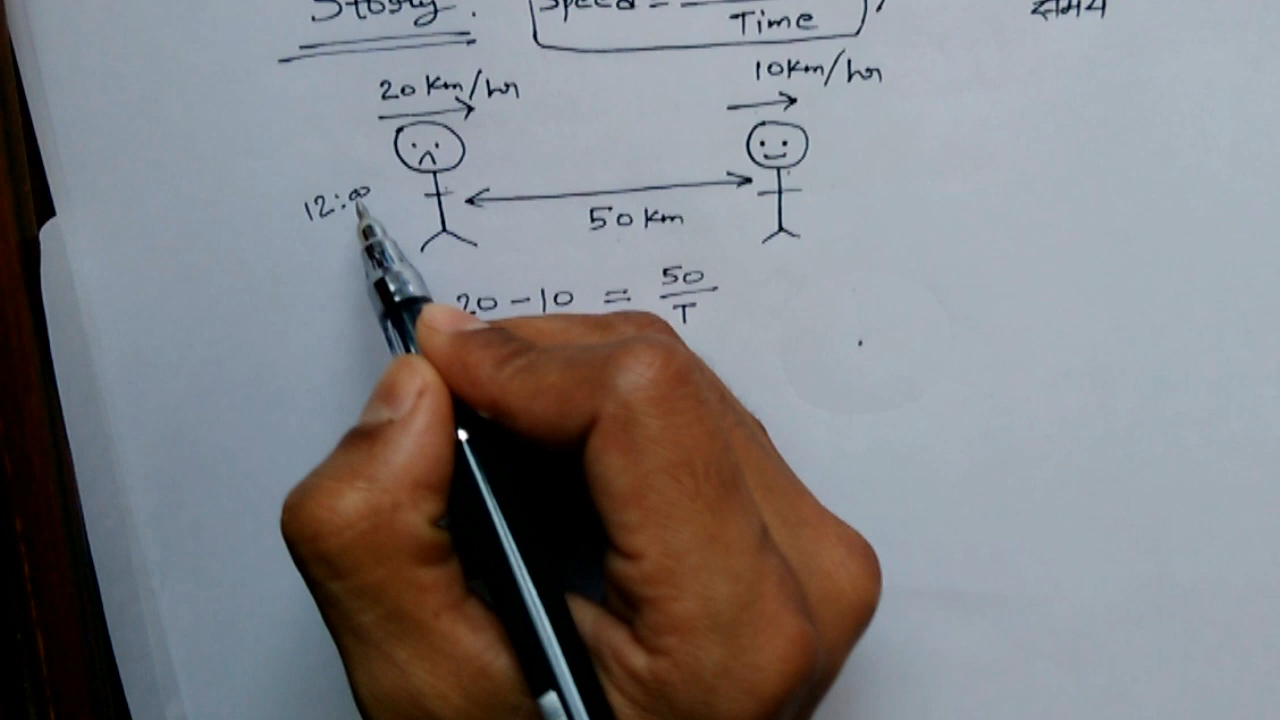 Story.
Speed = 
Time
समय
20 Km/hr
10 Km/hr
12:00
50 Km
20 - 10 = 50
T